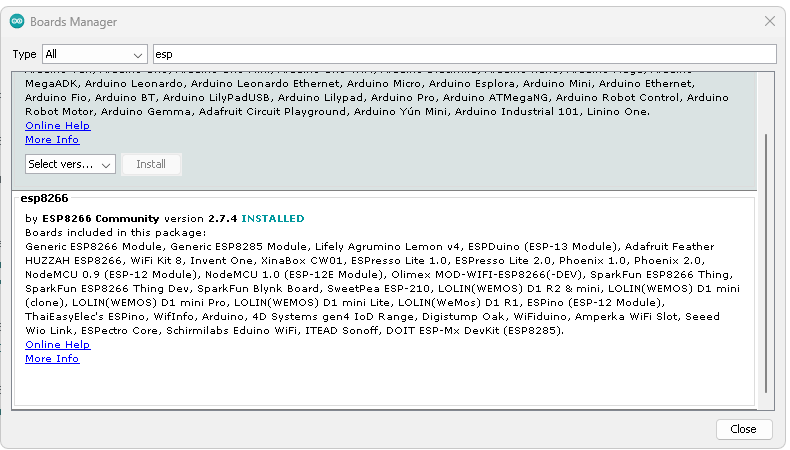 Boards Manager
Type All esp
MegaADK, Arduino Leonardo, Arduino Leonardo Ethernet, Arduino Micro, Arduino Esplora, Arduino Mini, Arduino Ethernet,
Arduino Fio, Arduino BT, Arduino LilyPadUSB, Arduino Lilypad, Arduino Pro, Arduino ATMegaNG, Arduino Robot Control, Arduino
Robot Motor, Arduino Gemma, Adafruit Circuit Playground, Arduino Yún Mini, Arduino Industrial 101, Linino One.
Online Help
More Info
Select vers... Install
esp8266
by ESP8266 Community version 2.7.4 INSTALLED
Boards included in this package:
Generic ESP8266 Module, Generic ESP8285 Module, Lifely Agrumino Lemon v4, ESPDuino (ESP-13 Module), Adafruit Feather
HUZZAH ESP8266, WiFi Kit 8, Invent One, XinaBox CW01, ESPresso Lite 1.0, ESPresso Lite 2.0, Phoenix 1.0, Phoenix 2.0,
NodeMCU 0.9 (ESP-12 Module), NodeMCU 1.0 (ESP-12E Module), Olimex MOD-WIFI-ESP8266(-DEV), SparkFun ESP8266 Thing,
SparkFun ESP8266 Thing Dev, SparkFun Blynk Board, SweetPea ESP-210, LOLIN(WEMOS) D1 R2 & mini, LOLIN(WEMOS) D1 mini
(clone), LOLIN(WEMOS) D1 mini Pro, LOLIN(WEMOS) D1 mini Lite, LOLIN(WeMos) D1 R1, ESPino (ESP-12 Module),
ThaiEasyElec's ESPino, WifInfo, Arduino, 4D Systems gen4 IoD Range, Digistump Oak, WiFiduino, Amperka WiFi Slot, Seeed
Wio Link, ESPectro Core, Schirmilabs Eduino WiFi, ITEAD Sonoff, DOIT ESP-Mx DevKit (ESP8285).
Online Help
More Info
Close